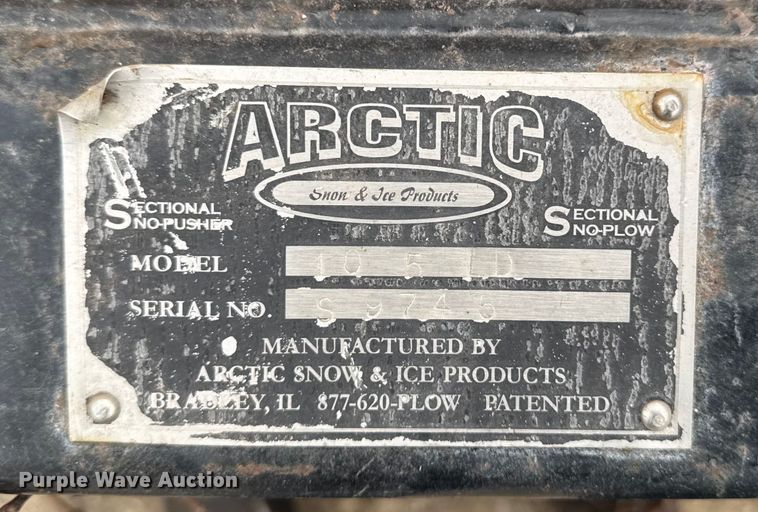 ARCTIC
Snow & Ice Products
SECTIONAL SNO-PUSHER
SECTIONAL SNO-PLOW
MODEL
SERIAL NO. S9746
MANUFACTURED BY
ARCTIC SNOW & ICE PRODUCTS
BRADLEY, IL 877-620-PLOW PATENTED
Purple Wave Auction